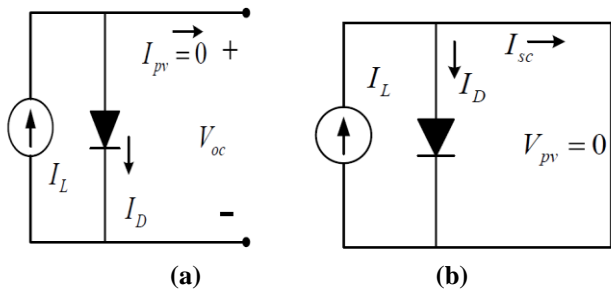 I_pv = 0 +
I_L
I_D
V_oc
-
(a)
I_sc
I_L
I_D
V_pv = 0
(b)